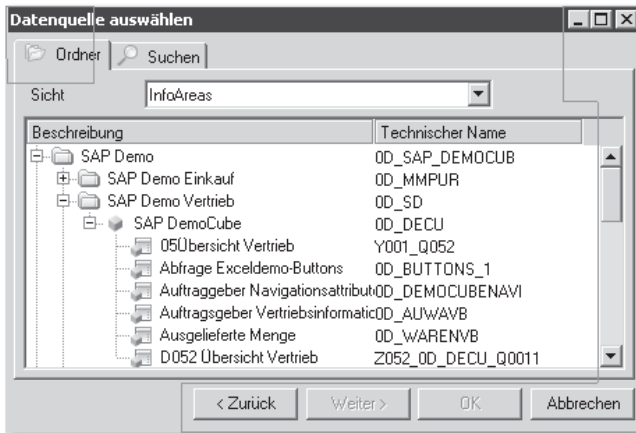 Datenquelle auswählen
Ordner Suchen
Sicht InfoAreas
Beschreibung Technischer Name
SAP Demo 0D_SAP_DEMOCUB
SAP Demo Einkauf 0D_MMPUR
SAP Demo Vertrieb 0D_SD
SAP DemoCube 0D_DECU
05Übersicht Vertrieb Y001_Q052
Abfrage Exceldemo-Buttons 0D_BUTTONS_1
Auftraggeber Navigationsattribut 0D_DEMOCUBENAVI
Auftragsgeber Vertriebsinformatic 0D_AUWAVB
Ausgelieferte Menge 0D_WARENVB
D052 Übersicht Vertrieb Z052_0D_DECU_Q0011
< Zurück Weiter > OK Abbrechen